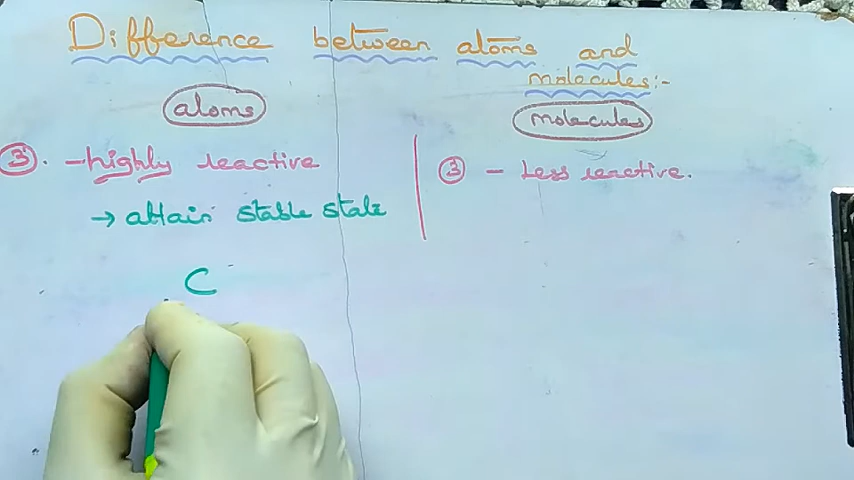 Difference between atoms and
molecules:-
atoms
molecules
3. - highly reactive
3 - Less reactive.
→ attain stable state
C